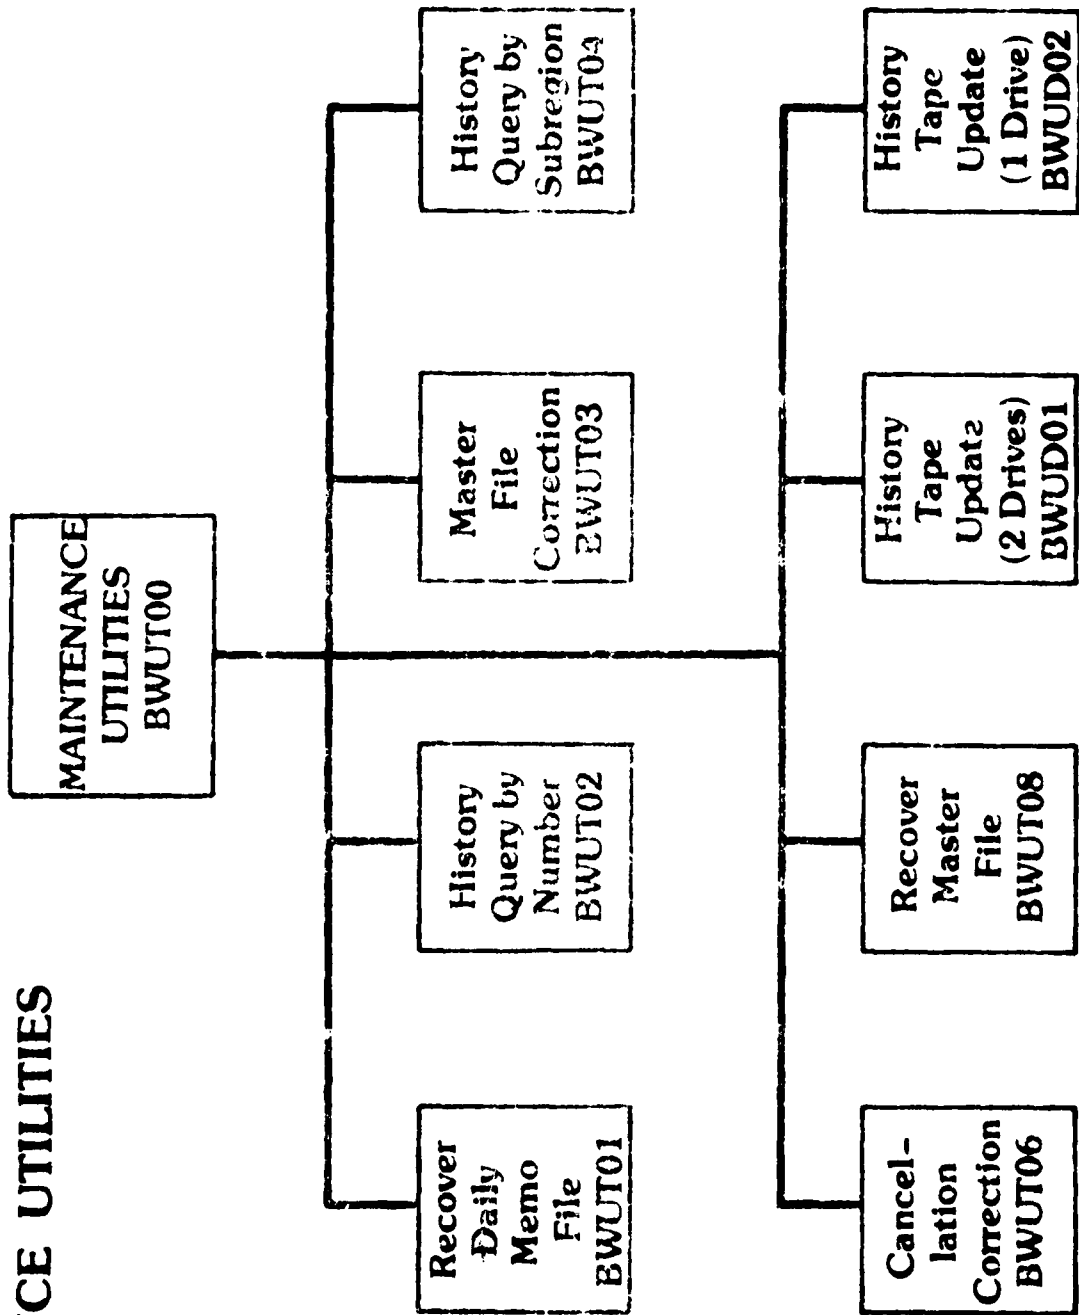 CE UTILITIES
MAINTENANCE
UTILITIES
BWUT00
Recover
Daily
Memo
File
BWUT01
History
Query by
Number
BWUT02
Master
File
Correction
BWUT03
History
Query by
Subregion
BWUT04
Cancel-
lation
Correction
BWUT06
Recover
Master
File
BWUT08
History
Tape
Update
(2 Drives)
BWUD01
History
Tape
Update
(1 Drive)
BWUD02